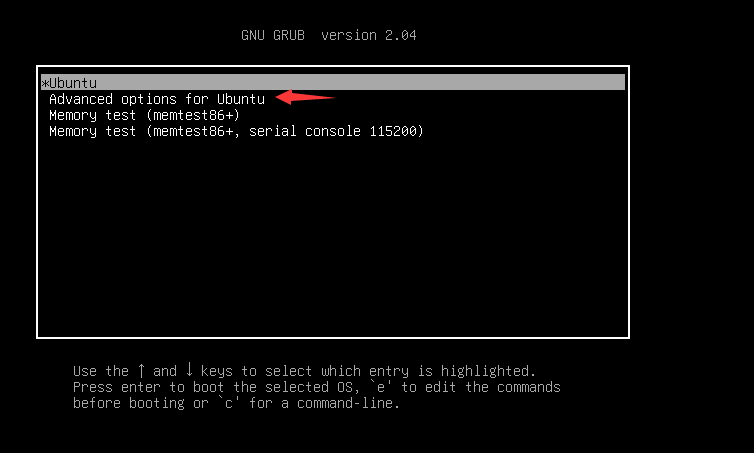 GNU GRUB  version 2.04
*Ubuntu
Advanced options for Ubuntu
Memory test (memtest86+)
Memory test (memtest86+, serial console 115200)
Use the ↑ and ↓ keys to select which entry is highlighted.
Press enter to boot the selected OS, `e' to edit the commands
before booting or `c' for a command-line.